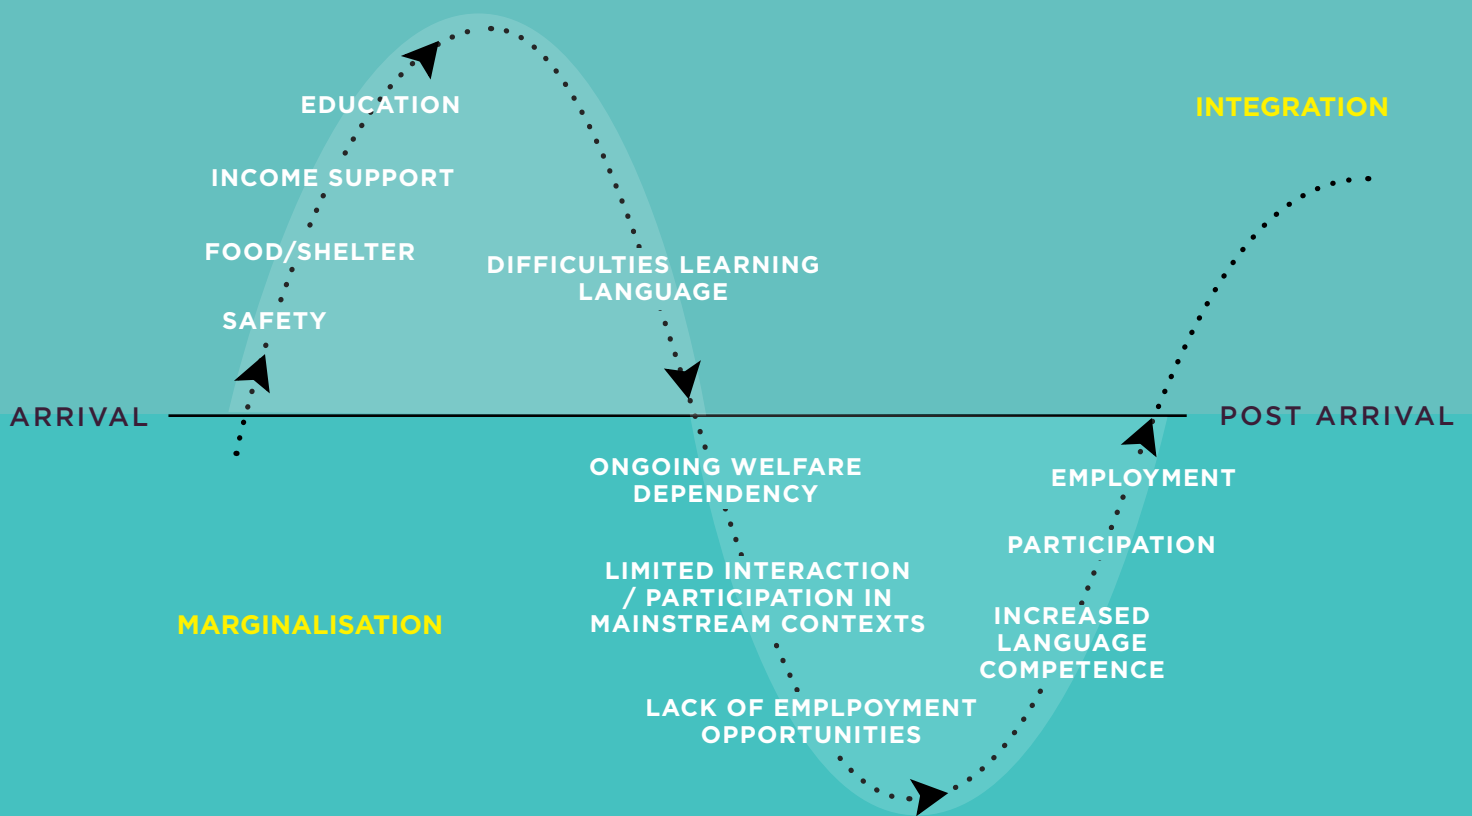 EDUCATION
INCOME SUPPORT
FOOD/SHELTER
SAFETY
DIFFICULTIES LEARNING
LANGUAGE
INTEGRATION
ARRIVAL
POST ARRIVAL
MARGINALISATION
ONGOING WELFARE
DEPENDENCY
LIMITED INTERACTION
/ PARTICIPATION IN
MAINSTREAM CONTEXTS
LACK OF EMPLPOYMENT
OPPORTUNITIES
EMPLOYMENT
PARTICIPATION
INCREASED
LANGUAGE
COMPETENCE